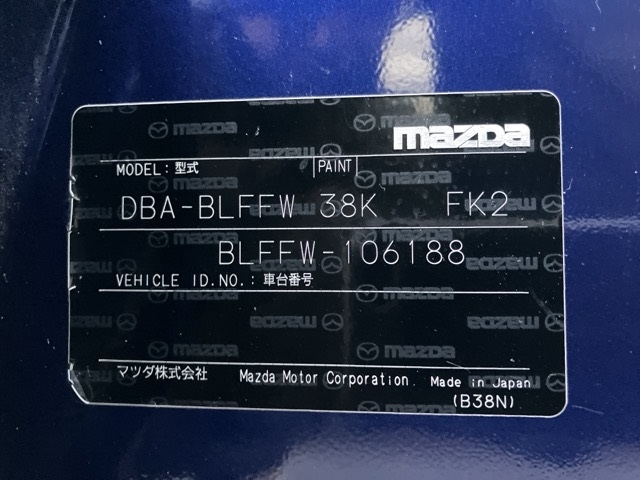 mazda
MODEL: 型式 PAINT
DBA-BLFFW 38K FK2
BLFFW-106188
VEHICLE ID.NO.: 車台番号
マツダ株式会社 Mazda Motor Corporation Made in Japan
(B38N)